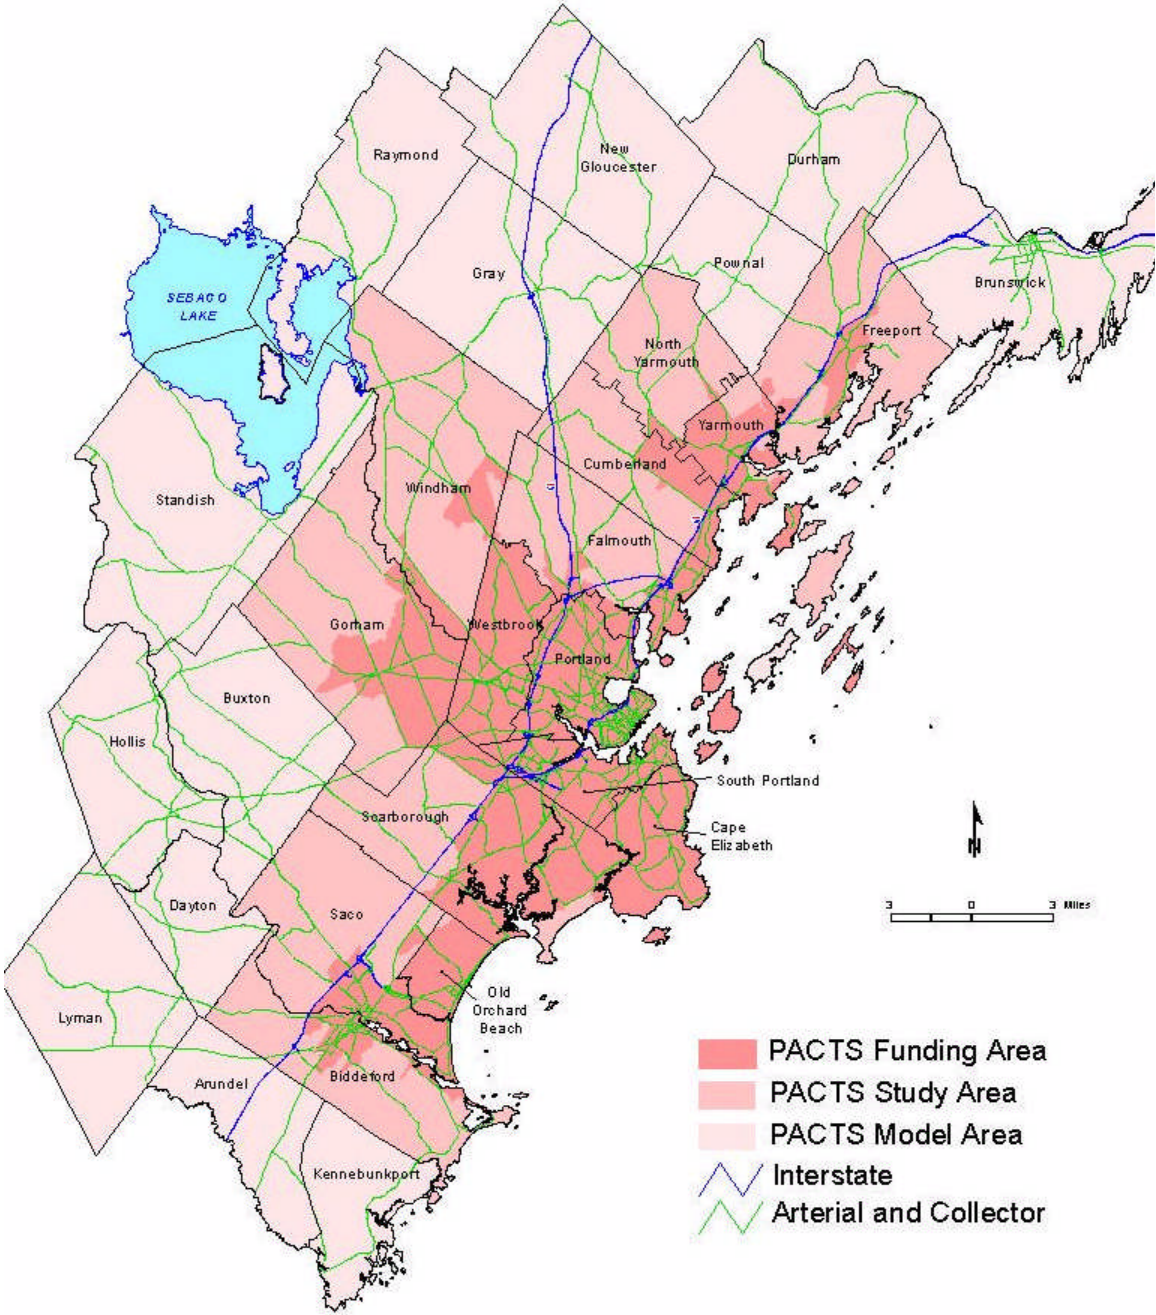 New
Gloucester
Raymond
Durham
Gray
Pownal
Brunswick
SEBAGO
LAKE
Freeport
North
Yarmouth
Yarmouth
Cumberland
Windham
Standish
Falmouth
Gorham
Westbrook
Portland
Buxton
Hollis
South Portland
Scarborough
Cape
Elizabeth
Dayton
Saco
N
3 0 3 Miles
Old
Orchard
Beach
Lyman
Arundel
Biddeford
Kennebunkport
PACTS Funding Area
PACTS Study Area
PACTS Model Area
Interstate
Arterial and Collector